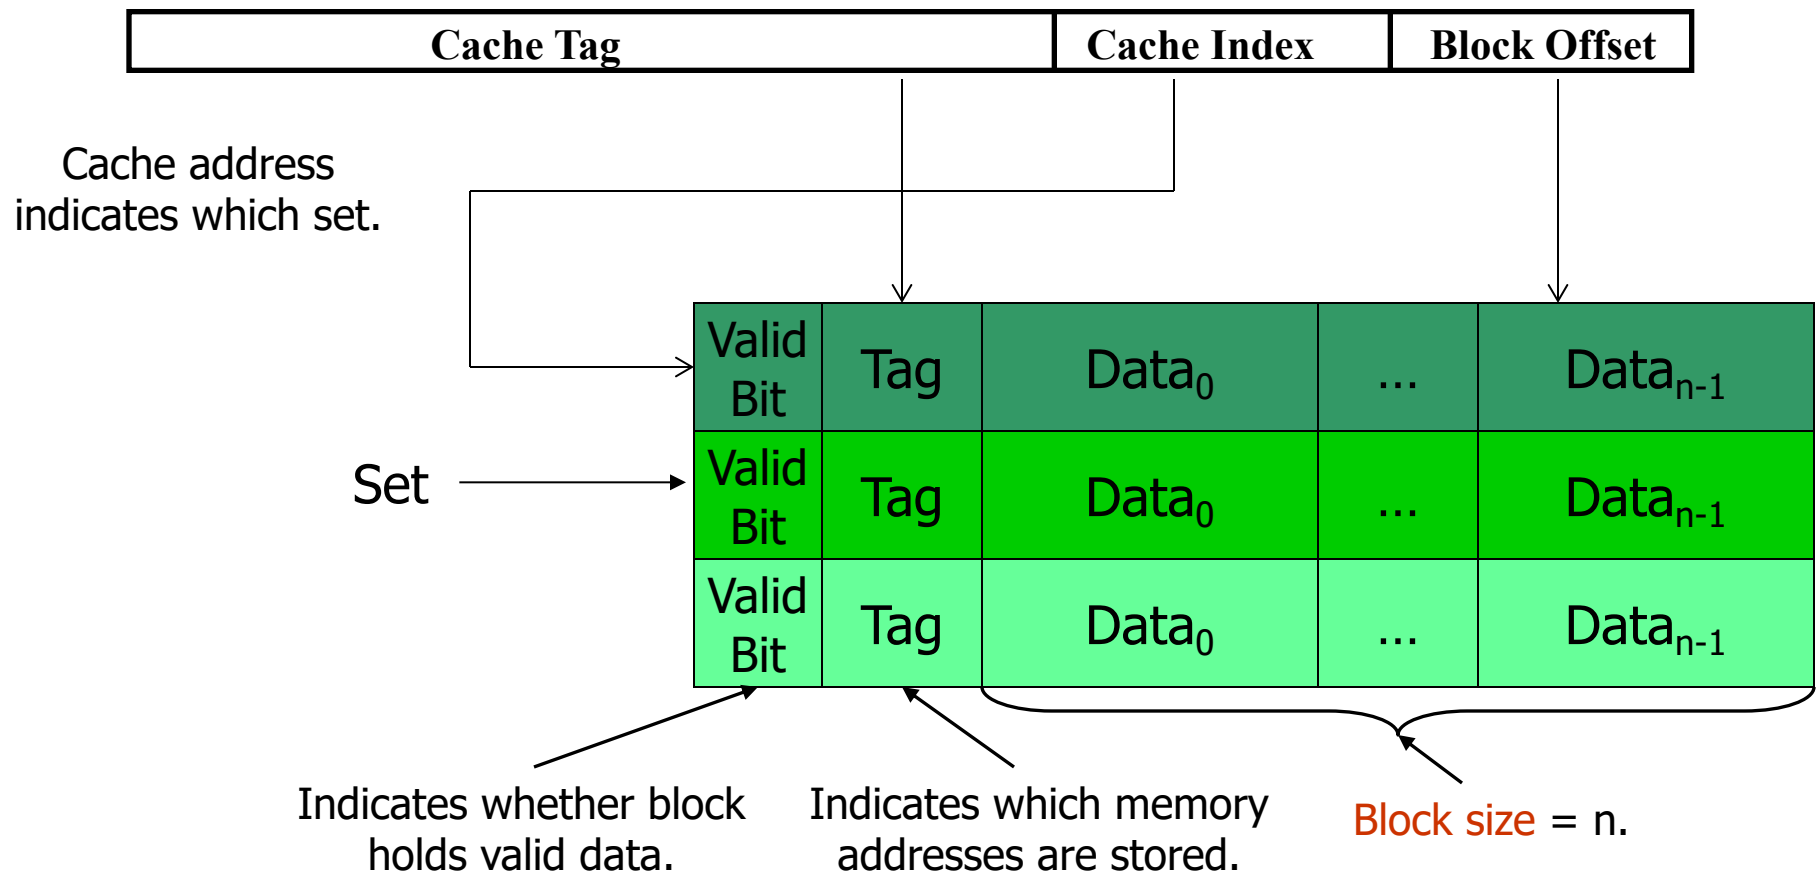 Cache Tag Cache Index Block Offset
Cache address
indicates which set.
Valid
Bit Tag Data0 ... Datan-1
Set
Valid
Bit Tag Data0 ... Datan-1
Valid
Bit Tag Data0 ... Datan-1
Indicates whether block
holds valid data.
Indicates which memory
addresses are stored.
Block size = n.